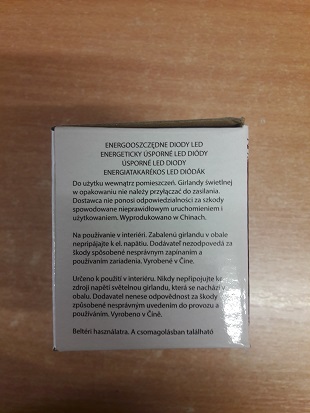 ENERGOOSZCZĘDNE DIODY LED
ENERGETICKY ÚSPORNÉ LED DIÓDY
ÚSPORNÉ LED DIODY
ENERGIATAKARÉKOS LED DIÓDÁK
Do użytku wewnątrz pomieszczeń. Girlandy świetlnej
w opakowaniu nie należy przyłączać do zasilania.
Dostawca nie ponosi odpowiedzialności za szkody
spowodowane nieprawidłowym uruchomieniem i
użytkowaniem. Wyprodukowano w Chinach.
Na používanie v interiéri. Zabalenú girlandu v obale
nepripájajte k el. napätiu. Dodávateľ nezodpovedá za
škody spôsobené nesprávnym zapínaním a
používaním zariadenia. Vyrobené v Číne.
Určeno k použití v interiéru. Nikdy nepřipojujte ke
zdroji napětí světelnou girlandu, která se nachází v
obalu. Dodavatel nenese odpovědnost za škody
způsobené nesprávným uvedením do provozu a
používáním. Vyrobeno v Číně.
Beltéri használatra. A csomagolásban található